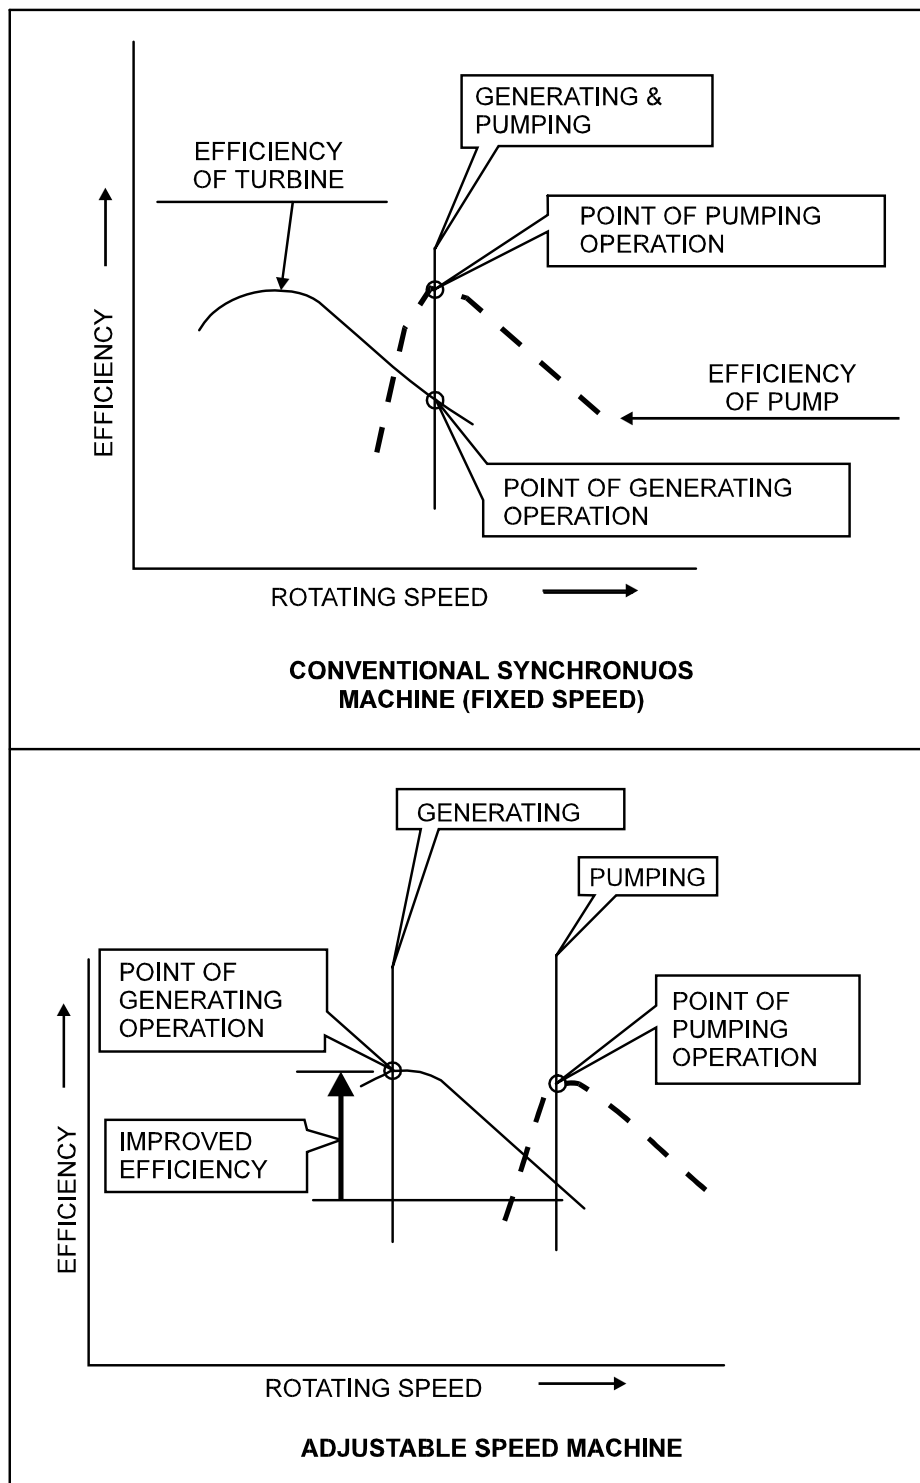 GENERATING &
PUMPING
EFFICIENCY
OF TURBINE
POINT OF PUMPING
OPERATION
EFFICIENCY
EFFICIENCY
OF PUMP
POINT OF GENERATING
OPERATION
ROTATING SPEED
CONVENTIONAL SYNCHRONUOS
MACHINE (FIXED SPEED)
GENERATING
PUMPING
POINT OF
GENERATING
OPERATION
POINT OF
PUMPING
OPERATION
IMPROVED
EFFICIENCY
EFFICIENCY
ROTATING SPEED
ADJUSTABLE SPEED MACHINE